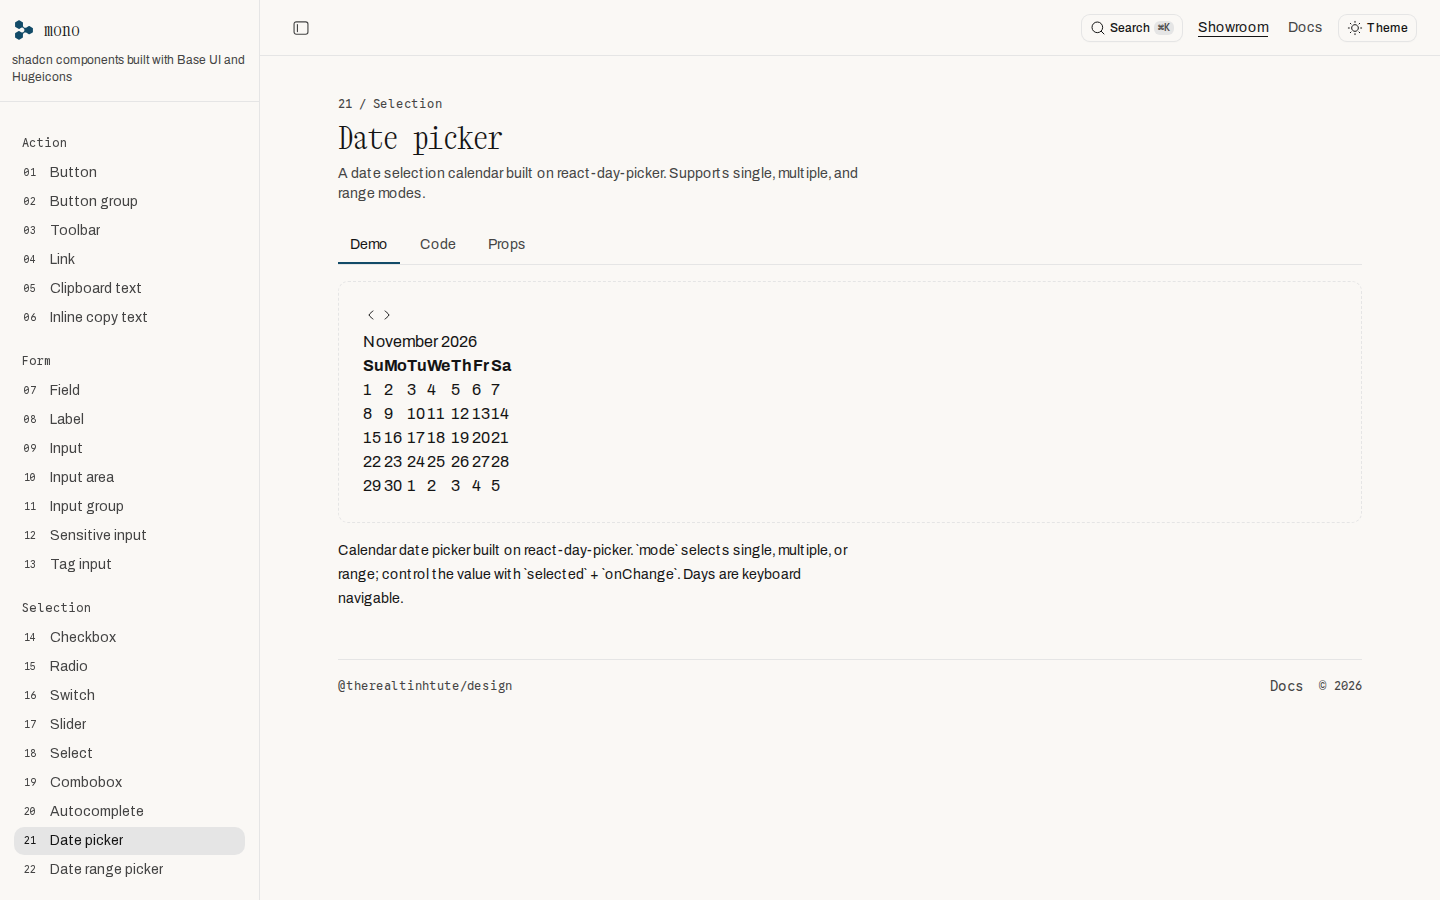 mono
shadcn components built with Base UI and
Hugeicons
Action
01 Button
02 Button group
03 Toolbar
04 Link
05 Clipboard text
06 Inline copy text
Form
07 Field
08 Label
09 Input
10 Input area
11 Input group
12 Sensitive input
13 Tag input
Selection
14 Checkbox
15 Radio
16 Switch
17 Slider
18 Select
19 Combobox
20 Autocomplete
21 Date picker
22 Date range picker
Search ⌘K Showroom Docs Theme
21 / Selection
Date picker
A date selection calendar built on react-day-picker. Supports single, multiple, and
range modes.
Demo Code Props
November 2026
Su Mo Tu We Th Fr Sa
1 2 3 4 5 6 7
8 9 10 11 12 13 14
15 16 17 18 19 20 21
22 23 24 25 26 27 28
29 30 1 2 3 4 5
Calendar date picker built on react-day-picker. `mode` selects single, multiple, or
range; control the value with `selected` + `onChange`. Days are keyboard
navigable.
@therealtinhtute/design Docs © 2026